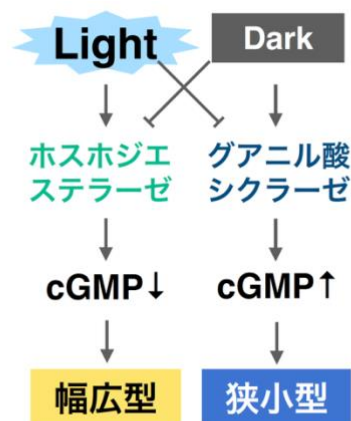 Light
Dark
ホスホジエ
ステラーゼ
グアニル酸
シクラーゼ
cGMP↓
cGMP↑
幅広型
狭小型